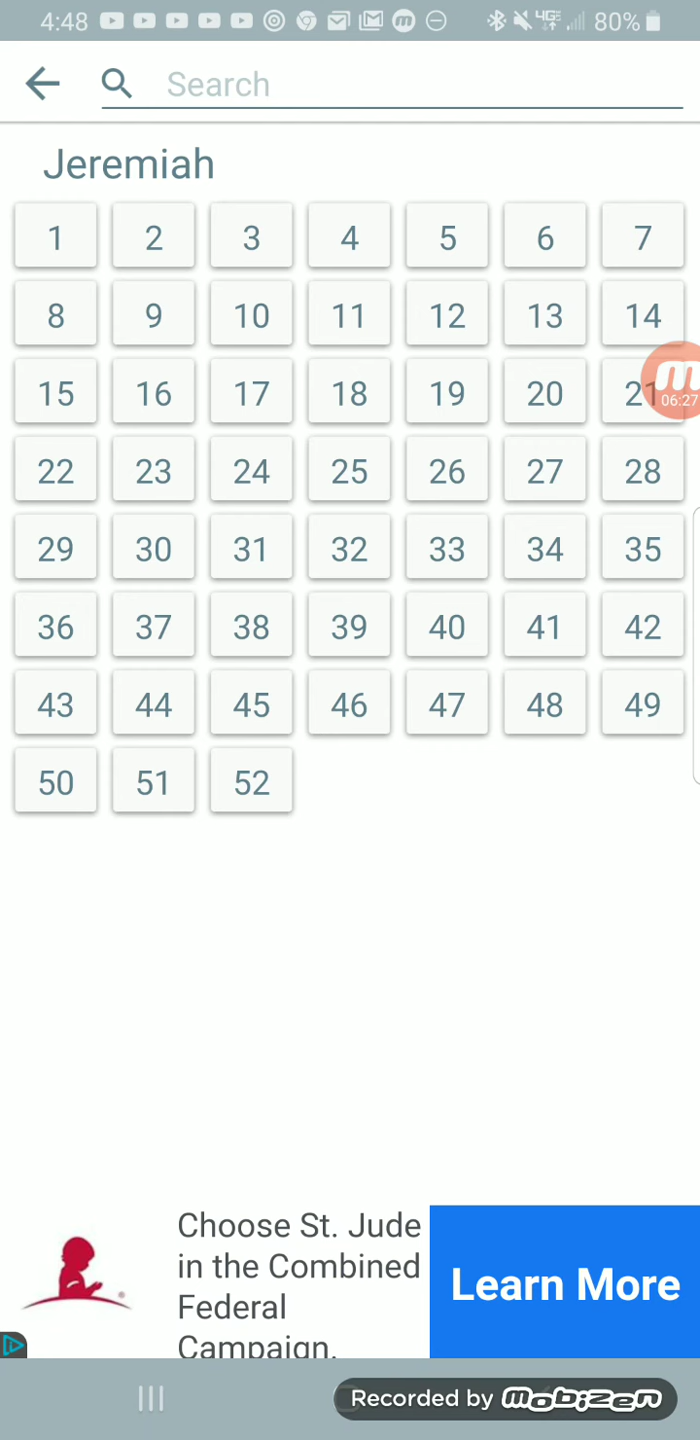 4:48 4GE 80%
Search
Jeremiah
1 2 3 4 5 6 7
8 9 10 11 12 13 14
15 16 17 18 19 20 21
06:27
22 23 24 25 26 27 28
29 30 31 32 33 34 35
36 37 38 39 40 41 42
43 44 45 46 47 48 49
50 51 52
Choose St. Jude
in the Combined
Federal
Campaign.
Learn More
Recorded by mobizen